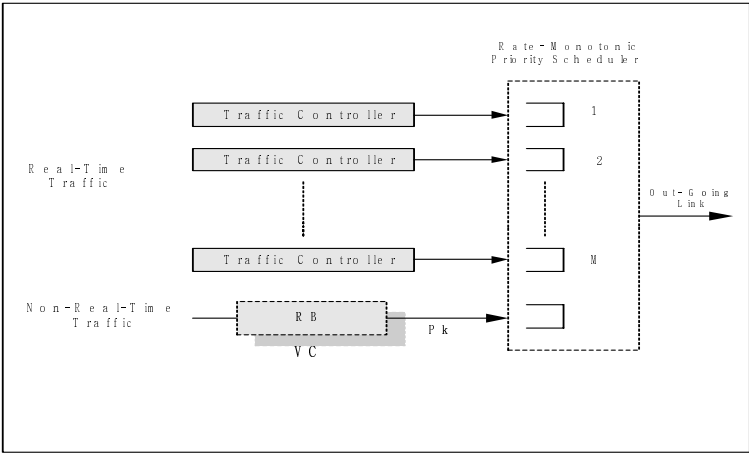 Rate-Monotonic
Priority Scheduler
Traffic Controller
1
Traffic Controller
2
Real-Time
Traffic
Out-Going
Link
Traffic Controller
M
Non-Real-Time
Traffic
RB
Pk
VC